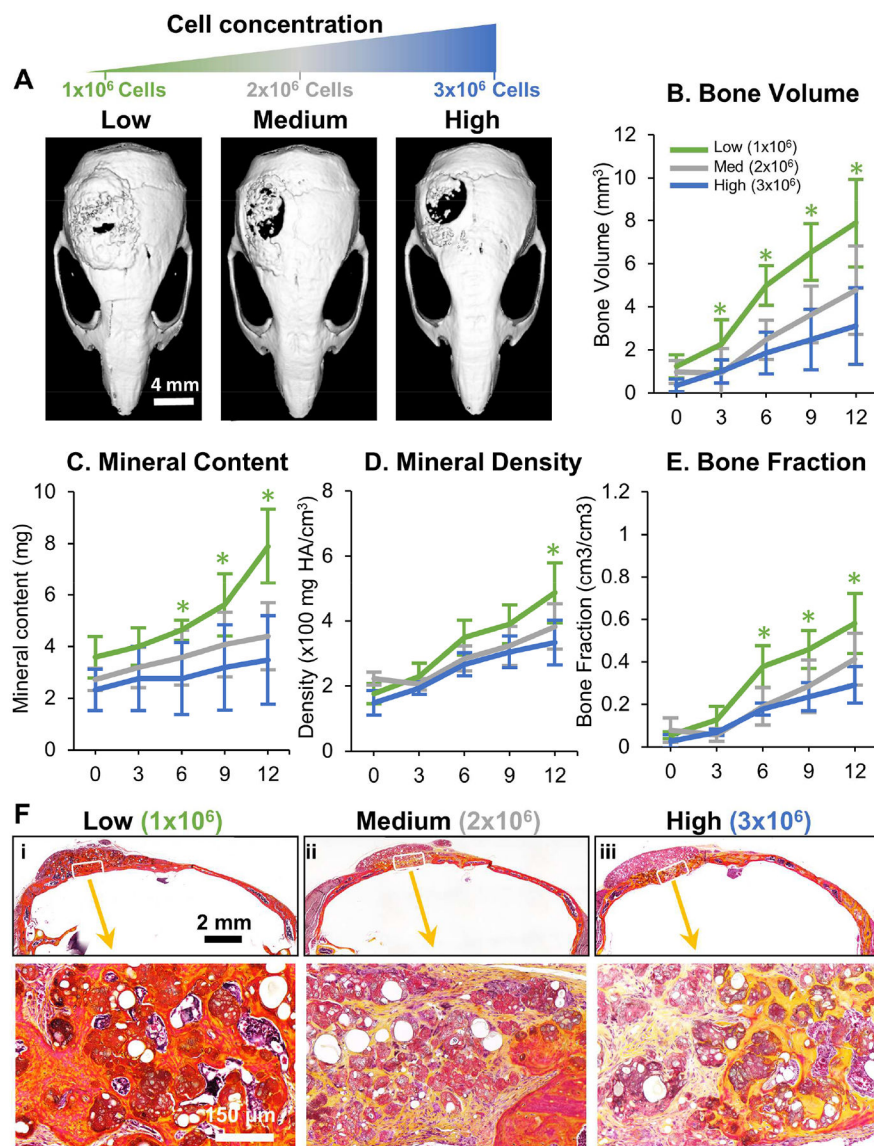 Cell concentration
A
1x10⁶ Cells 2x10⁶ Cells 3x10⁶ Cells
Low Medium High
4 mm
B. Bone Volume
Bone Volume (mm³)
12
10
8
6
4
2
0
Low (1x10⁶)
Med (2x10⁶)
High (3x10⁶)
* * * *
0 3 6 9 12
C. Mineral Content
Mineral content (mg)
10
8
6
4
2
0
* * *
0 3 6 9 12
D. Mineral Density
Density (x100 mg HA/cm³)
8
6
4
2
0
*
0 3 6 9 12
E. Bone Fraction
Bone Fraction (cm3/cm3)
1.2
1
0.8
0.6
0.4
0.2
0
* * *
0 3 6 9 12
F
Low (1x10⁶) Medium (2x10⁶) High (3x10⁶)
i ii iii
2 mm
150 µm